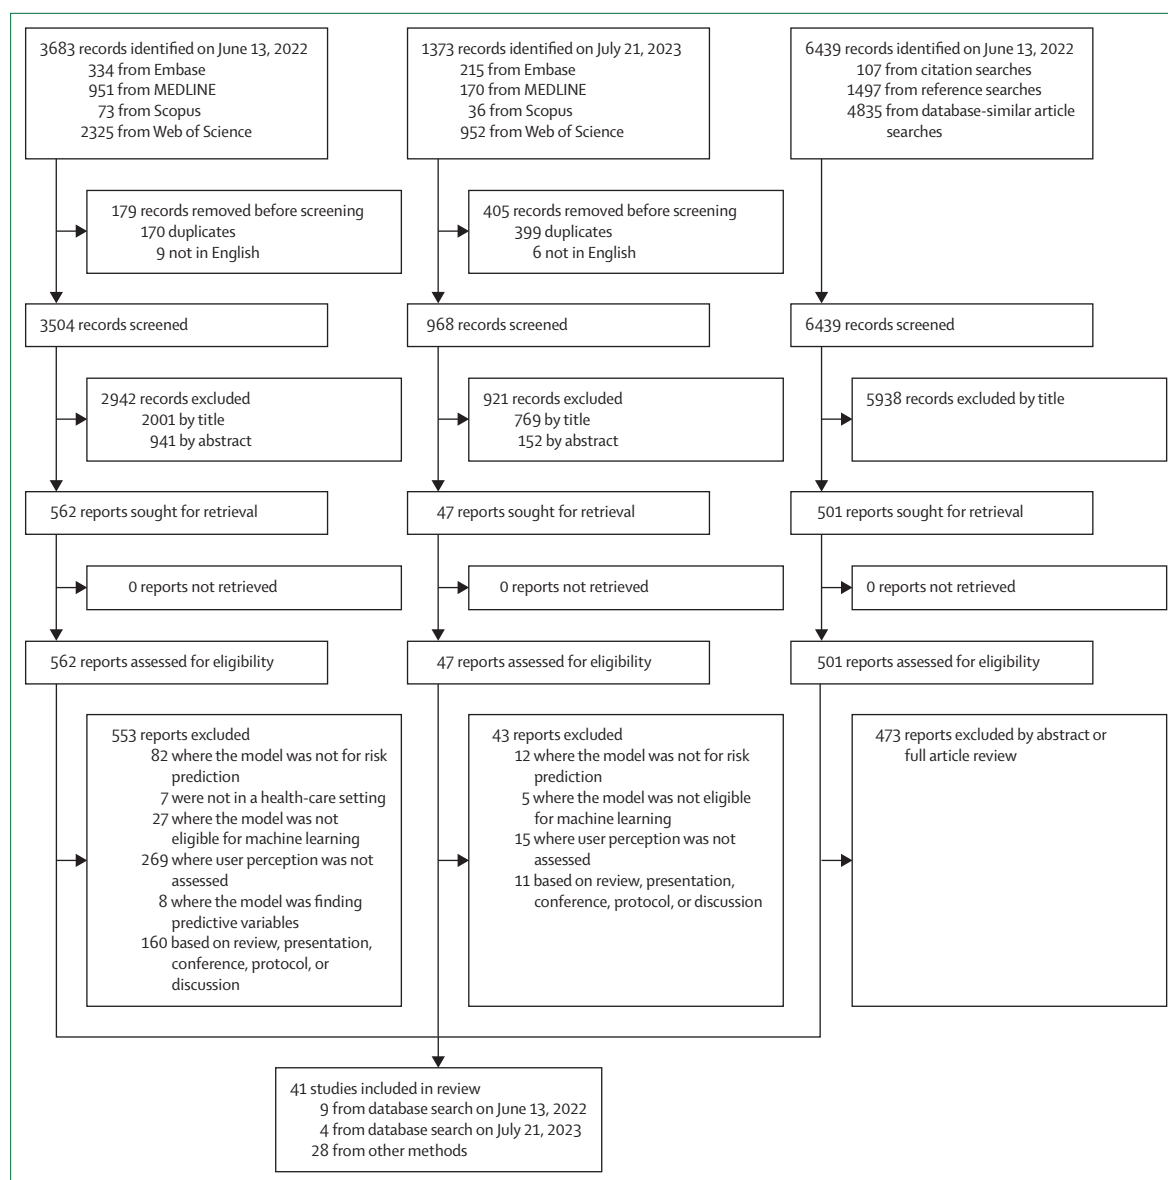 3683 records identified on June 13, 2022
334 from Embase
951 from MEDLINE
73 from Scopus
2325 from Web of Science
1373 records identified on July 21, 2023
215 from Embase
170 from MEDLINE
36 from Scopus
952 from Web of Science
6439 records identified on June 13, 2022
107 from citation searches
1497 from reference searches
4835 from database-similar article
searches
179 records removed before screening
170 duplicates
9 not in English
405 records removed before screening
399 duplicates
6 not in English
3504 records screened
968 records screened
6439 records screened
2942 records excluded
2001 by title
941 by abstract
921 records excluded
769 by title
152 by abstract
5938 records excluded by title
562 reports sought for retrieval
47 reports sought for retrieval
501 reports sought for retrieval
0 reports not retrieved
0 reports not retrieved
0 reports not retrieved
562 reports assessed for eligibility
47 reports assessed for eligibility
501 reports assessed for eligibility
553 reports excluded
82 where the model was not for risk
prediction
7 were not in a health-care setting
27 where the model was not
eligible for machine learning
269 where user perception was not
assessed
8 where the model was finding
predictive variables
160 based on review, presentation,
conference, protocol, or
discussion
43 reports excluded
12 where the model was not for risk
prediction
5 where the model was not eligible
for machine learning
15 where user perception was not
assessed
11 based on review, presentation,
conference, protocol, or discussion
473 reports excluded by abstract or
full article review
41 studies included in review
9 from database search on June 13, 2022
4 from database search on July 21, 2023
28 from other methods